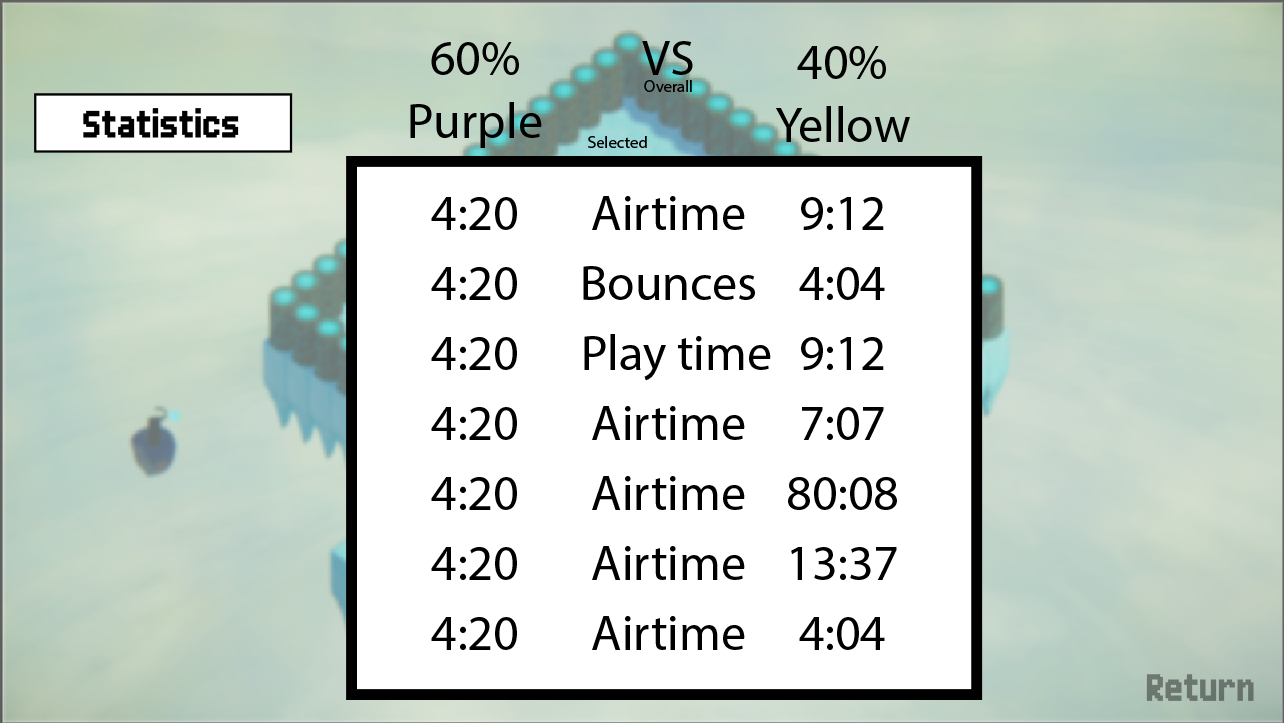 60% VS 40%
Overall
Statistics
Purple Yellow
Selected
4:20 Airtime 9:12
4:20 Bounces 4:04
4:20 Play time 9:12
4:20 Airtime 7:07
4:20 Airtime 80:08
4:20 Airtime 13:37
4:20 Airtime 4:04
Return